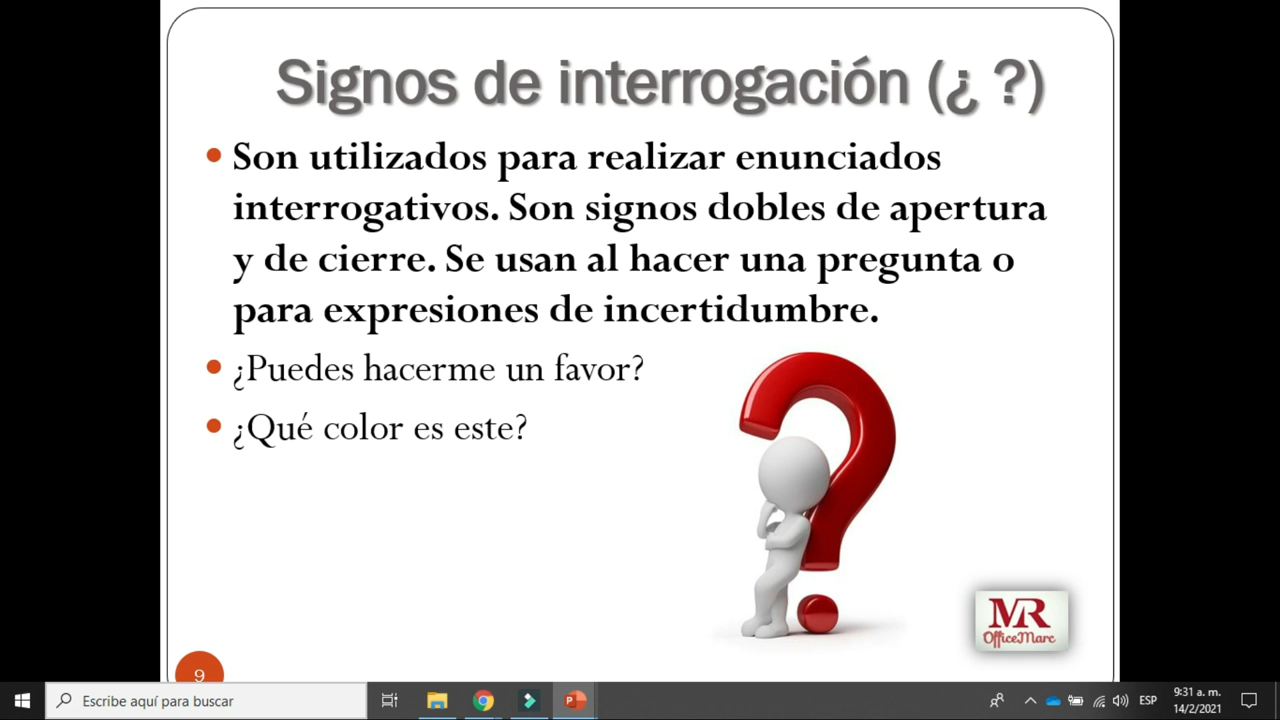 Signos de interrogación (¿ ?)
Son utilizados para realizar enunciados
interrogativos. Son signos dobles de apertura
y de cierre. Se usan al hacer una pregunta o
para expresiones de incertidumbre.
¿Puedes hacerme un favor?
¿Qué color es este?
MR
OfficeMarc
9
Escribe aquí para buscar
ESP
9:31 a. m.
14/2/2021